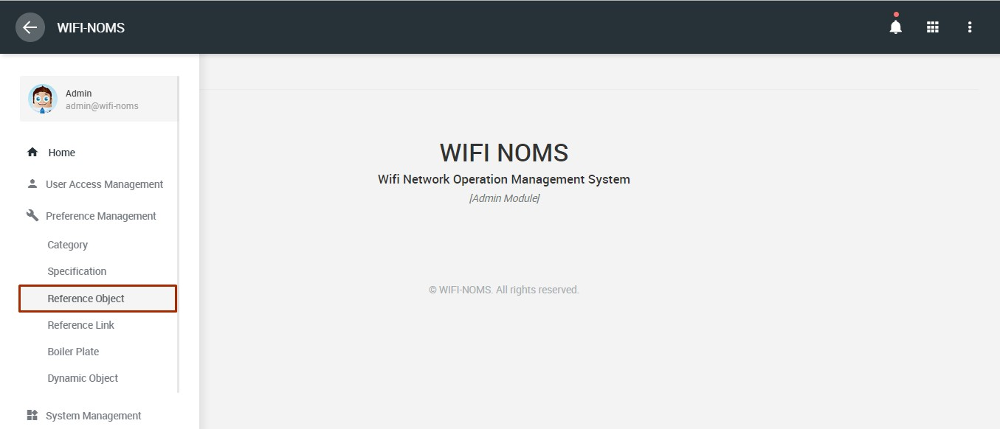 WIFI-NOMS
Admin
admin@wifi-noms
Home
User Access Management
Preference Management
Category
Specification
Reference Object
Reference Link
Boiler Plate
Dynamic Object
System Management
WIFI NOMS
Wifi Network Operation Management System
[Admin Module]
© WIFI-NOMS. All rights reserved.